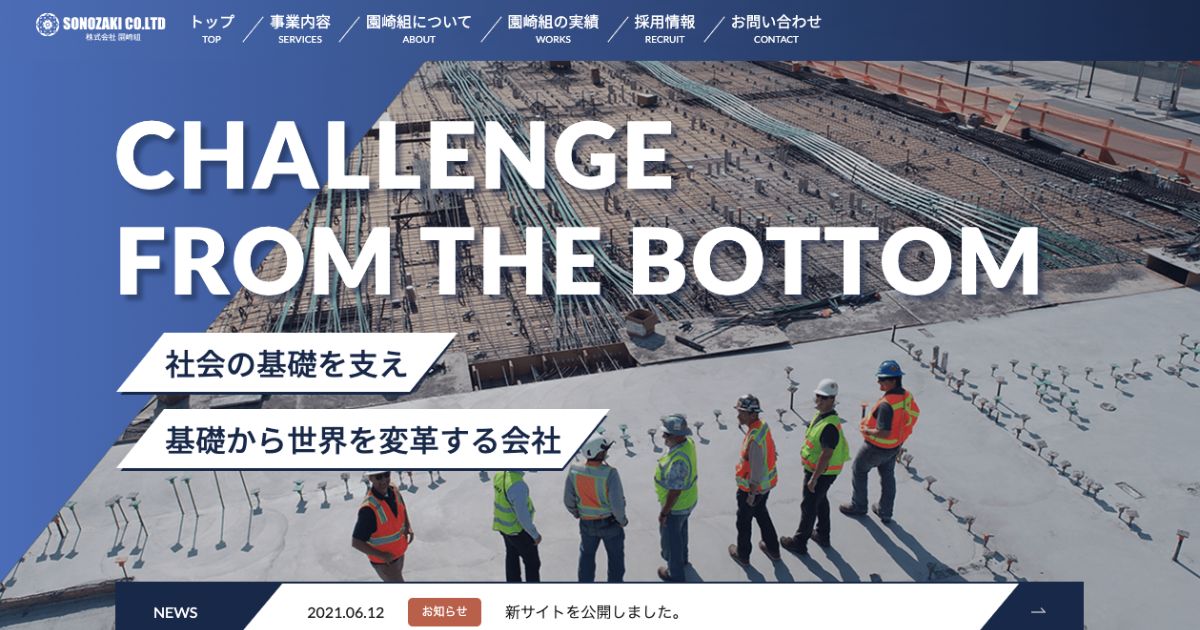 SONOZAKI CO.LTD
株式会社 園崎組
トップ
TOP
事業内容
SERVICES
園崎組について
ABOUT
園崎組の実績
WORKS
採用情報
RECRUIT
お問い合わせ
CONTACT
CHALLENGE
FROM THE BOTTOM
社会の基礎を支え
基礎から世界を変革する会社
NEWS
2021.06.12
お知らせ
新サイトを公開しました。